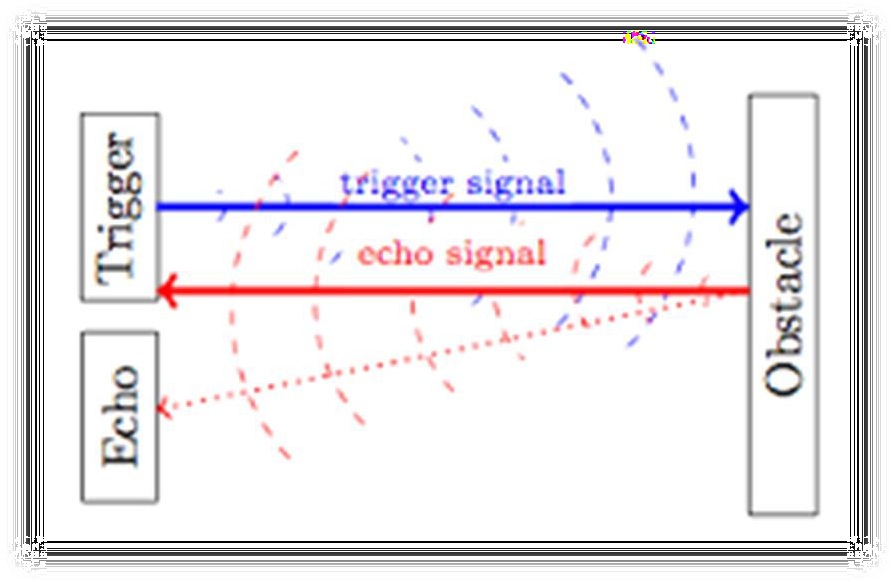 Trigger
trigger signal
echo signal
Echo
Obstacle